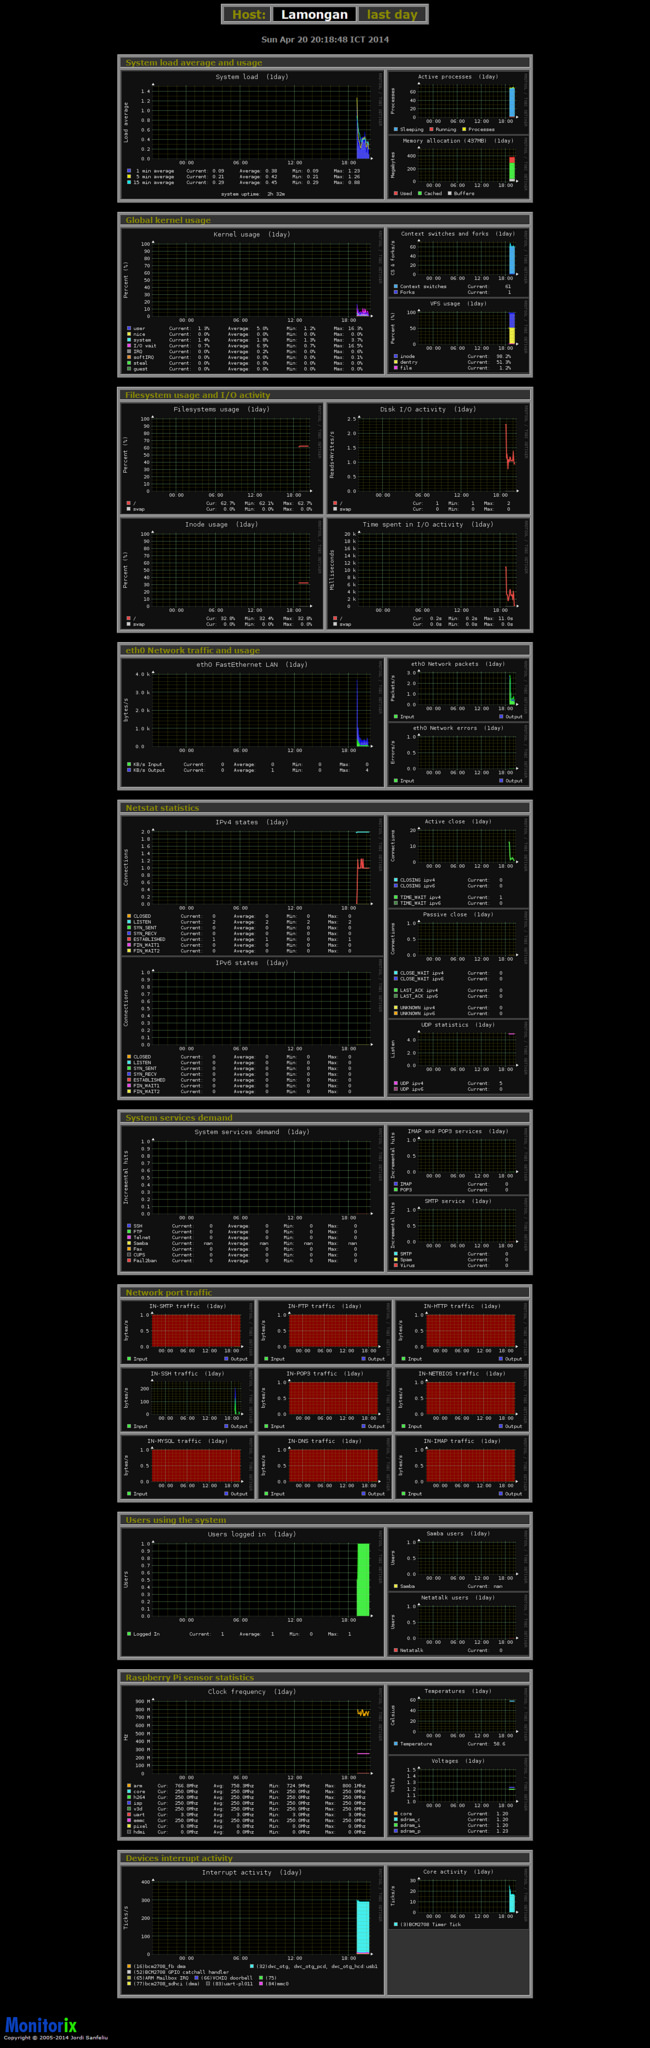 Host: Lamongan last day
Sun Apr 20 20:18:48 ICT 2014
System load average and usage
System load (1day)
Load average
1 min average Current: 0.09 Average: 0.38 Min: 0.09 Max: 1.23
5 min average Current: 0.21 Average: 0.42 Min: 0.21 Max: 1.26
15 min average Current: 0.29 Average: 0.45 Min: 0.29 Max: 0.88
system uptime: 2h 32m
Active processes (1day)
Processes
Sleeping Running Processes
Memory allocation (437MB) (1day)
Megabytes
Used Cached Buffers
Global kernel usage
Kernel usage (1day)
Percent (%)
user Current: 1.3% Average: 5.0% Min: 1.2% Max: 16.3%
nice Current: 0.0% Average: 0.0% Min: 0.0% Max: 0.0%
system Current: 1.4% Average: 1.8% Min: 1.3% Max: 8.7%
I/O wait Current: 0.7% Average: 6.9% Min: 0.7% Max: 16.5%
IRQ Current: 0.0% Average: 0.2% Min: 0.0% Max: 0.6%
softIRQ Current: 0.0% Average: 0.0% Min: 0.0% Max: 0.1%
steal Current: 0.0% Average: 0.0% Min: 0.0% Max: 0.0%
guest Current: 0.0% Average: 0.0% Min: 0.0% Max: 0.0%
Context switches and forks (1day)
CS & forks/s
Context switches Current: 61
Forks Current: 1
VFS usage (1day)
Percent (%)
inode Current: 98.2%
dentry Current: 51.3%
file Current: 1.2%
Filesystem usage and I/O activity
Filesystems usage (1day)
Percent (%)
/ Cur: 62.7% Min: 62.1% Max: 62.7%
swap Cur: 0.0% Min: 0.0% Max: 0.0%
Disk I/O activity (1day)
Reads+Writes/s
/ Cur: 1 Min: 1 Max: 2
swap Cur: 0 Min: 0 Max: 0
Inode usage (1day)
Percent (%)
/ Cur: 32.8% Min: 32.4% Max: 32.8%
swap Cur: 0.0% Min: 0.0% Max: 0.0%
Time spent in I/O activity (1day)
Milliseconds
/ Cur: 0.2s Min: 0.2s Max: 11.0s
swap Cur: 0.0s Min: 0.0s Max: 0.0s
eth0 Network traffic and usage
eth0 FastEthernet LAN (1day)
bytes/s
KB/s Input Current: 0 Average: 0 Min: 0 Max: 0
KB/s Output Current: 0 Average: 1 Min: 0 Max: 4
eth0 Network packets (1day)
Packets/s
Input Output
eth0 Network errors (1day)
Errors/s
Input Output
Netstat statistics
IPv4 states (1day)
Connections
CLOSED Current: 0 Average: 0 Min: 0 Max: 0
LISTEN Current: 2 Average: 2 Min: 2 Max: 2
SYN_SENT Current: 0 Average: 0 Min: 0 Max: 0
SYN_RECV Current: 0 Average: 0 Min: 0 Max: 0
ESTABLISHED Current: 1 Average: 1 Min: 0 Max: 1
FIN_WAIT1 Current: 0 Average: 0 Min: 0 Max: 0
FIN_WAIT2 Current: 0 Average: 0 Min: 0 Max: 0
IPv6 states (1day)
Connections
CLOSED Current: 0 Average: 0 Min: 0 Max: 0
LISTEN Current: 0 Average: 0 Min: 0 Max: 0
SYN_SENT Current: 0 Average: 0 Min: 0 Max: 0
SYN_RECV Current: 0 Average: 0 Min: 0 Max: 0
ESTABLISHED Current: 0 Average: 0 Min: 0 Max: 0
FIN_WAIT1 Current: 0 Average: 0 Min: 0 Max: 0
FIN_WAIT2 Current: 0 Average: 0 Min: 0 Max: 0
Active close (1day)
Connections
CLOSING ipv4 Current: 0
CLOSING ipv6 Current: 0
TIME_WAIT ipv4 Current: 1
TIME_WAIT ipv6 Current: 0
Passive close (1day)
Connections
CLOSE_WAIT ipv4 Current: 0
CLOSE_WAIT ipv6 Current: 0
LAST_ACK ipv4 Current: 0
LAST_ACK ipv6 Current: 0
UNKNOWN ipv4 Current: 0
UNKNOWN ipv6 Current: 0
UDP statistics (1day)
Listen
UDP ipv4 Current: 5
UDP ipv6 Current: 0
System services demand
System services demand (1day)
Incremental hits
SSH Current: 0 Average: 0 Min: 0 Max: 0
FTP Current: 0 Average: 0 Min: 0 Max: 0
Telnet Current: 0 Average: 0 Min: 0 Max: 0
Samba Current: nan Average: nan Min: nan Max: nan
Fax Current: 0 Average: 0 Min: 0 Max: 0
CUPS Current: 0 Average: 0 Min: 0 Max: 0
Fail2ban Current: 0 Average: 0 Min: 0 Max: 0
IMAP and POP3 services (1day)
Incremental hits
IMAP Current: 0
POP3 Current: 0
SMTP service (1day)
Incremental hits
SMTP Current: 0
Spam Current: 0
Virus Current: 0
Network port traffic
IN-SMTP traffic (1day)
IN-FTP traffic (1day)
IN-HTTP traffic (1day)
IN-SSH traffic (1day)
IN-POP3 traffic (1day)
IN-NETBIOS traffic (1day)
IN-MYSQL traffic (1day)
IN-DNS traffic (1day)
IN-IMAP traffic (1day)
Input Output
Users using the system
Users logged in (1day)
Users
Logged In Current: 1 Average: 1 Min: 0 Max: 1
Samba users (1day)
Users
Samba Current: nan
Netatalk users (1day)
Users
Netatalk Current: 0
Raspberry Pi sensor statistics
Clock frequency (1day)
Hz
arm Cur: 766.0Mhz Avg: 758.0Mhz Min: 724.9Mhz Max: 800.1Mhz
core Cur: 250.0Mhz Avg: 250.0Mhz Min: 250.0Mhz Max: 250.0Mhz
h264 Cur: 250.0Mhz Avg: 250.0Mhz Min: 250.0Mhz Max: 250.0Mhz
isp Cur: 250.0Mhz Avg: 250.0Mhz Min: 250.0Mhz Max: 250.0Mhz
v3d Cur: 250.0Mhz Avg: 250.0Mhz Min: 250.0Mhz Max: 250.0Mhz
uart Cur: 3.0Mhz Avg: 3.0Mhz Min: 3.0Mhz Max: 3.0Mhz
emmc Cur: 250.0Mhz Avg: 250.0Mhz Min: 250.0Mhz Max: 250.0Mhz
pixel Cur: 0.0Mhz Avg: 0.0Mhz Min: 0.0Mhz Max: 0.0Mhz
hdmi Cur: 0.0Mhz Avg: 0.0Mhz Min: 0.0Mhz Max: 0.0Mhz
Temperatures (1day)
Celsius
Temperature Current: 58.6
Voltages (1day)
Volts
core Current: 1.20
sdram_c Current: 1.20
sdram_i Current: 1.20
sdram_p Current: 1.23
Devices interrupt activity
Interrupt activity (1day)
Ticks/s
(16)bcm2708_fb dma (32)dwc_otg, dwc_otg_pcd, dwc_otg_hcd:usb1
(52)BCM2708 GPIO catchall handler
(65)ARM Mailbox IRQ (66)VCHIQ doorbell (75)
(77)bcm2708_sdhci (dma) (83)uart-pl011 (84)mmc0
Core activity (1day)
Ticks/s
(3)BCM2708 Timer Tick
Monitorix
Copyright © 2005-2014 Jordi Sanfeliu